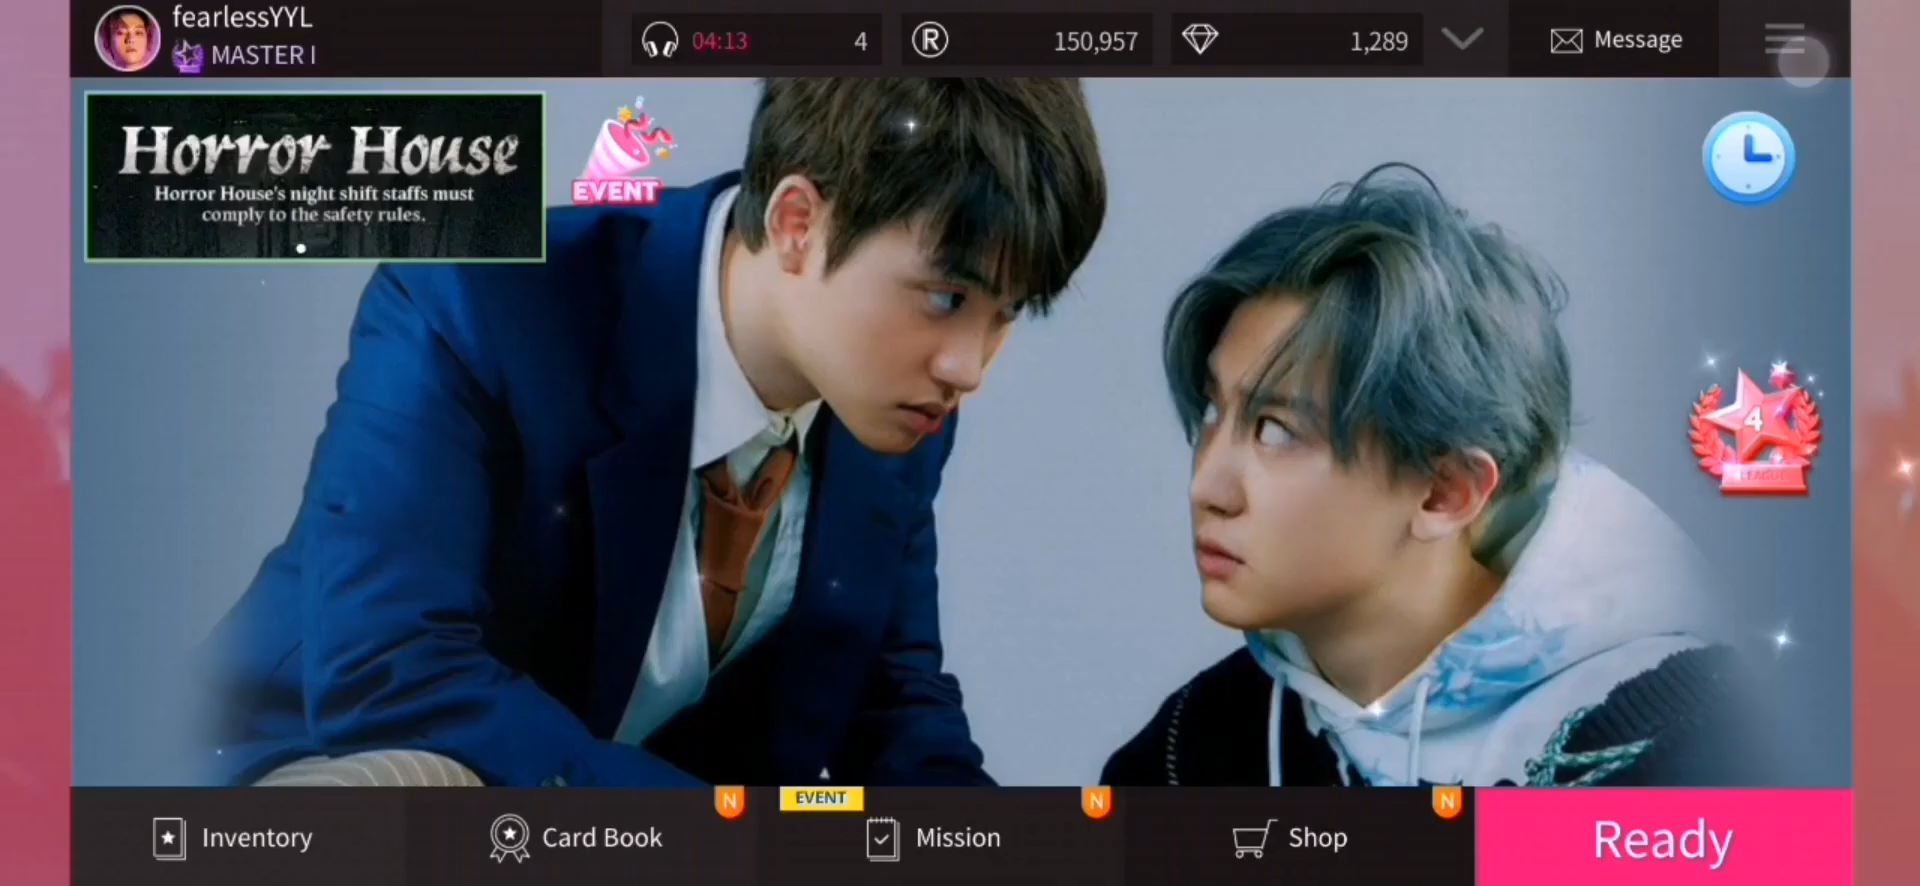 fearlessYYL
MASTER I
04:13
4
R
150,957
1,289
Message
Horror House
Horror House's night shift staffs must
comply to the safety rules.
EVENT
4
LEAGUE
N
EVENT
N
N
Inventory
Card Book
Mission
Shop
Ready